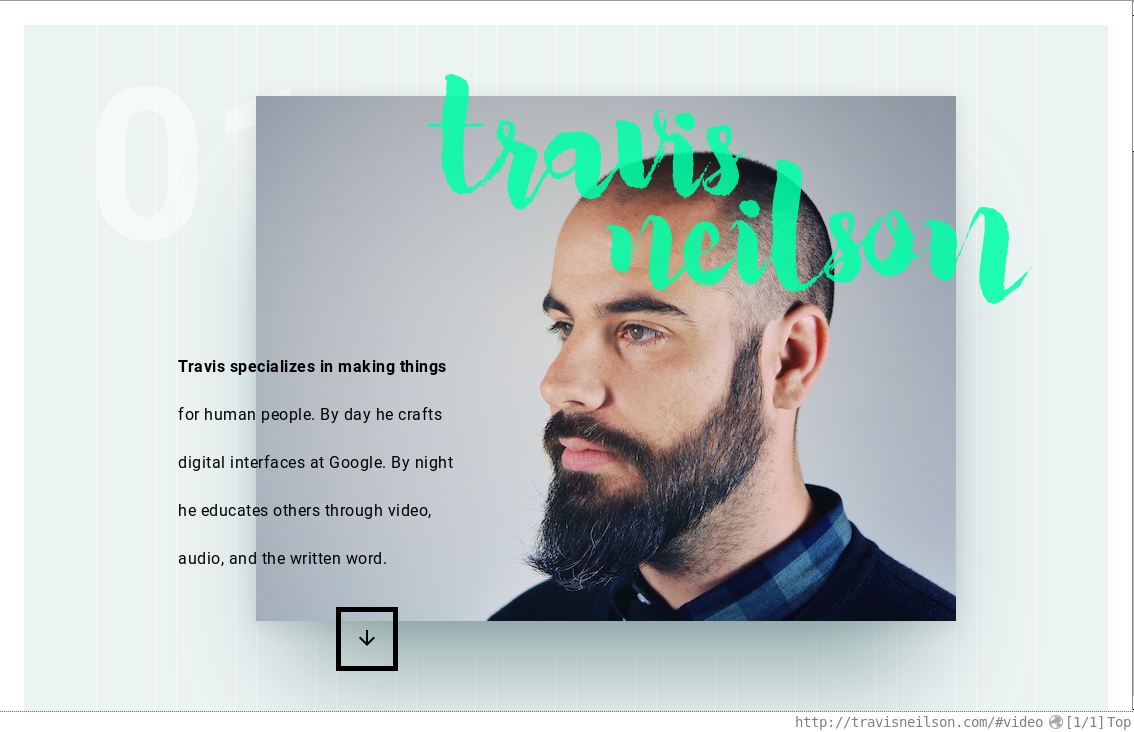 01
travis
neilson
Travis specializes in making things
for human people. By day he crafts
digital interfaces at Google. By night
he educates others through video,
audio, and the written word.
http://travisneilson.com/#video [1/1] Top